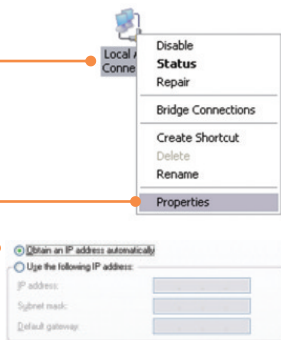 Local A
Conne
Disable
Status
Repair
Bridge Connections
Create Shortcut
Delete
Rename
Properties
Obtain an IP address automatically
Use the following IP address:
IP address:
Subnet mask:
Default gateway: